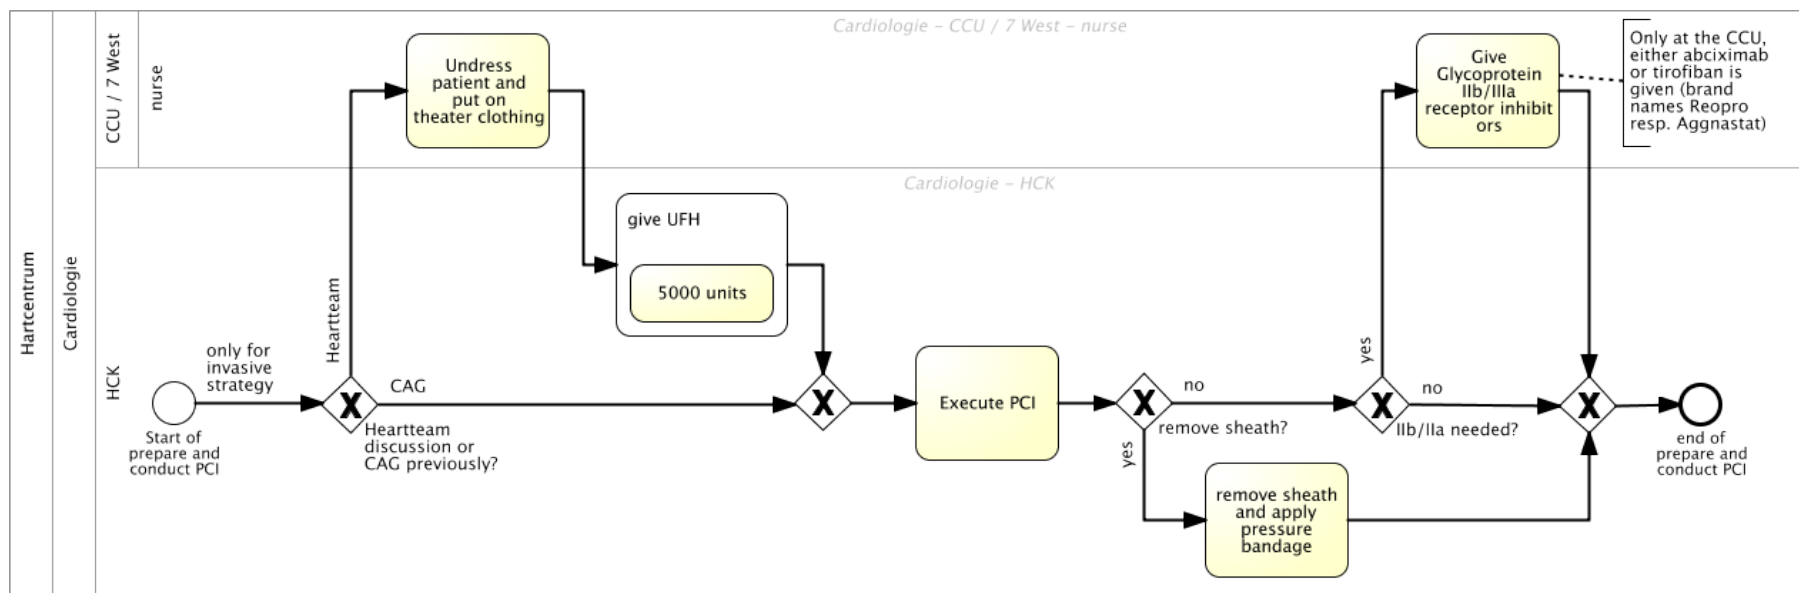 Hartcentrum
Cardiologie
CCU / 7 West
nurse
HCK
Cardiologie - CCU / 7 West - nurse
Undress
patient and
put on
theater clothing
Give
Glycoprotein
IIb/IIIa
receptor inhibit
ors
Only at the CCU,
either abciximab
or tirofiban is
given (brand
names Reopro
resp. Aggnastat)
Cardiologie - HCK
give UFH
5000 units
Start of
prepare and
conduct PCI
only for
invasive
strategy
Heartteam
CAG
Heartteam
discussion or
CAG previously?
Execute PCI
no
remove sheath?
yes
remove sheath
and apply
pressure
bandage
yes
no
IIb/IIa needed?
end of
prepare and
conduct PCI